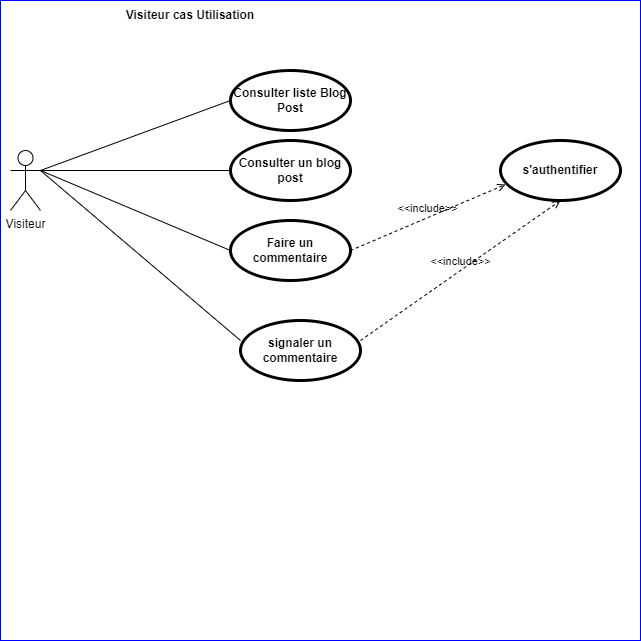 Visiteur cas Utilisation
Consulter liste Blog
Post
Consulter un blog
post
s'authentifier
<<include>>
Visiteur
Faire un
commentaire
<<include>>
signaler un
commentaire